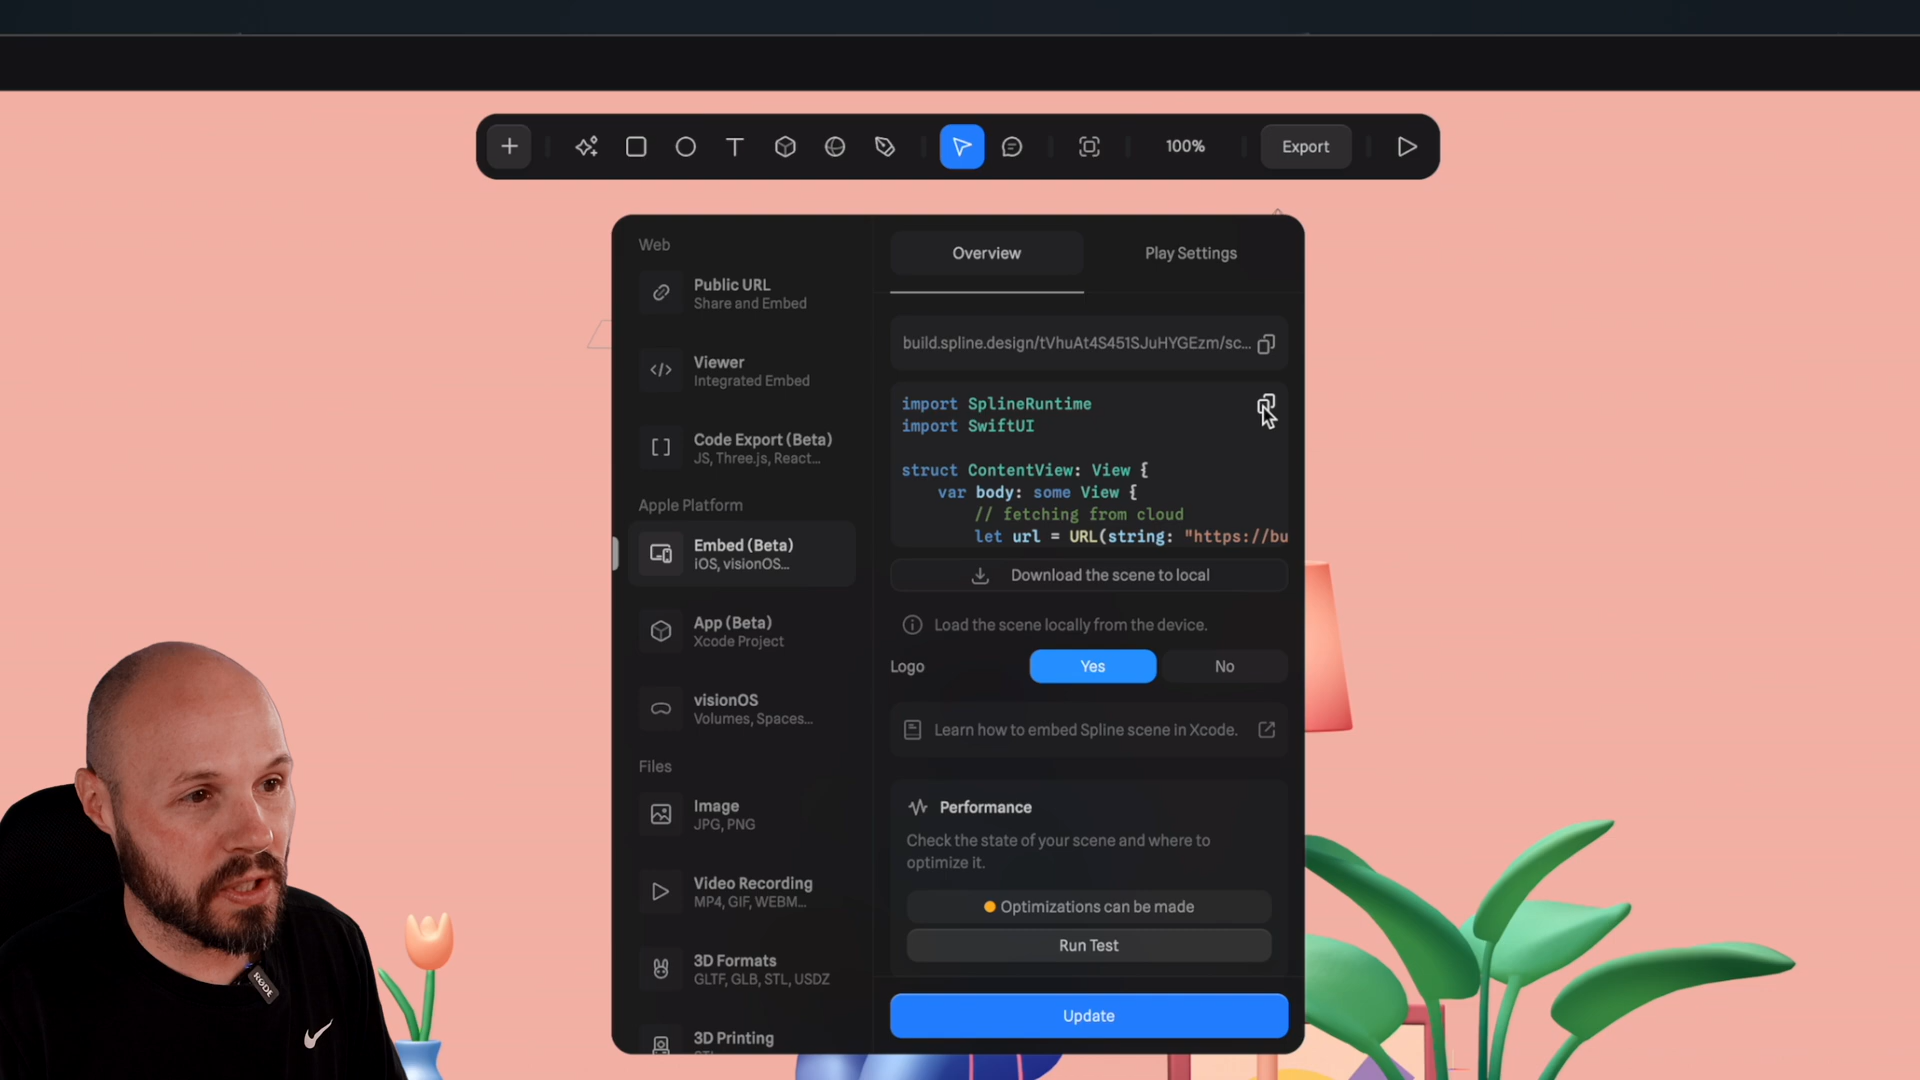 100%
Export
Web
Public URL
Share and Embed
Viewer
Integrated Embed
Code Export (Beta)
JS, Three.js, React...
Apple Platform
Embed (Beta)
iOS, visionOS...
App (Beta)
Xcode Project
visionOS
Volumes, Spaces...
Files
Image
JPG, PNG
Video Recording
MP4, GIF, WEBM...
3D Formats
GLTF, GLB, STL, USDZ
3D Printing
Overview
Play Settings
build.spline.design/tVhuAt4S451SJuHYGEzm/sc...
import SplineRuntime
import SwiftUI
struct ContentView: View {
var body: some View {
// fetching from cloud
let url = URL(string: "https://bu
Download the scene to local
Load the scene locally from the device.
Logo
Yes
No
Learn how to embed Spline scene in Xcode.
Performance
Check the state of your scene and where to
optimize it.
Optimizations can be made
Run Test
Update
RØDE